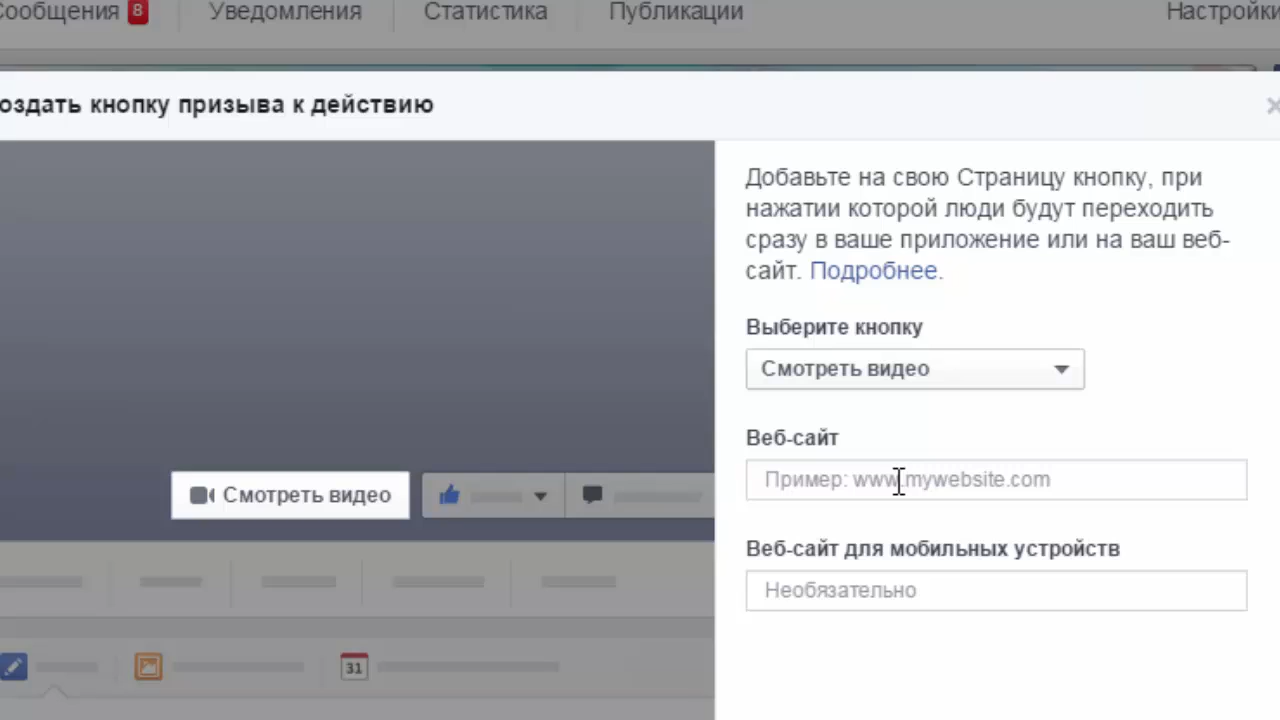 Сообщения 8 Уведомления Статистика Публикации Настройки
оздать кнопку призыва к действию
Добавьте на свою Страницу кнопку, при
нажатии которой люди будут переходить
сразу в ваше приложение или на ваш веб-
сайт. Подробнее.
Выберите кнопку
Смотреть видео
Веб-сайт
Пример: www.mywebsite.com
Смотреть видео
Веб-сайт для мобильных устройств
Необязательно
31